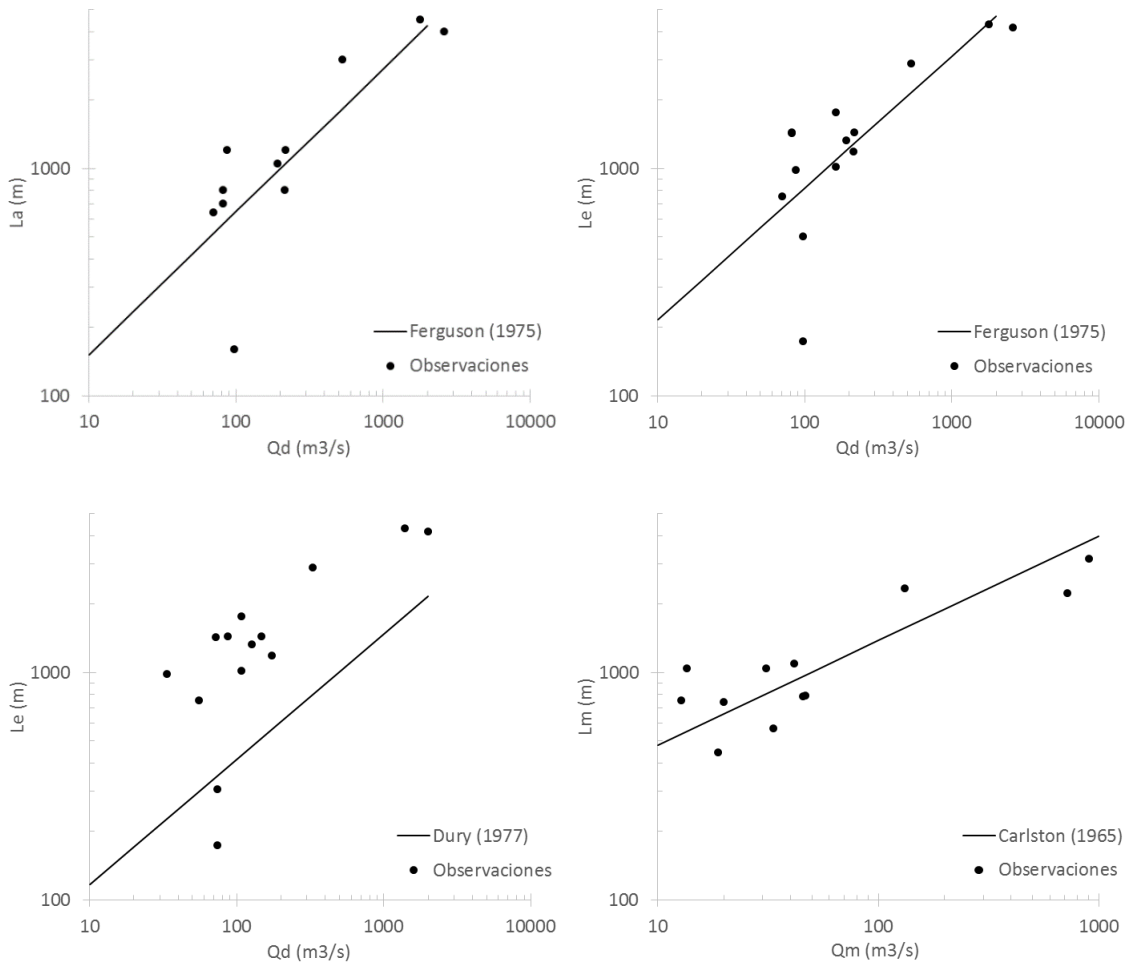 La (m)
1000
100
10
100
1000
10000
Qd (m3/s)
Ferguson (1975)
Observaciones
Le (m)
1000
100
10
100
1000
10000
Qd (m3/s)
Ferguson (1975)
Observaciones
Le (m)
1000
100
10
100
1000
10000
Qd (m3/s)
Dury (1977)
Observaciones
Lm (m)
1000
100
10
100
1000
Qm (m3/s)
Carlston (1965)
Observaciones